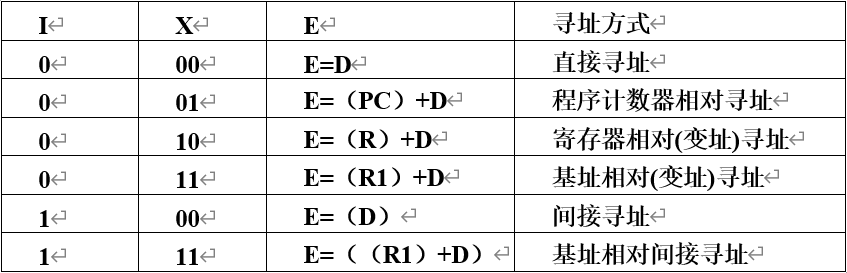 I X E 寻址方式
0 00 E=D 直接寻址
0 01 E=（PC）+D 程序计数器相对寻址
0 10 E=（R）+D 寄存器相对(变址)寻址
0 11 E=（R1）+D 基址相对(变址)寻址
1 00 E=（D） 间接寻址
1 11 E=（（R1）+D） 基址相对间接寻址